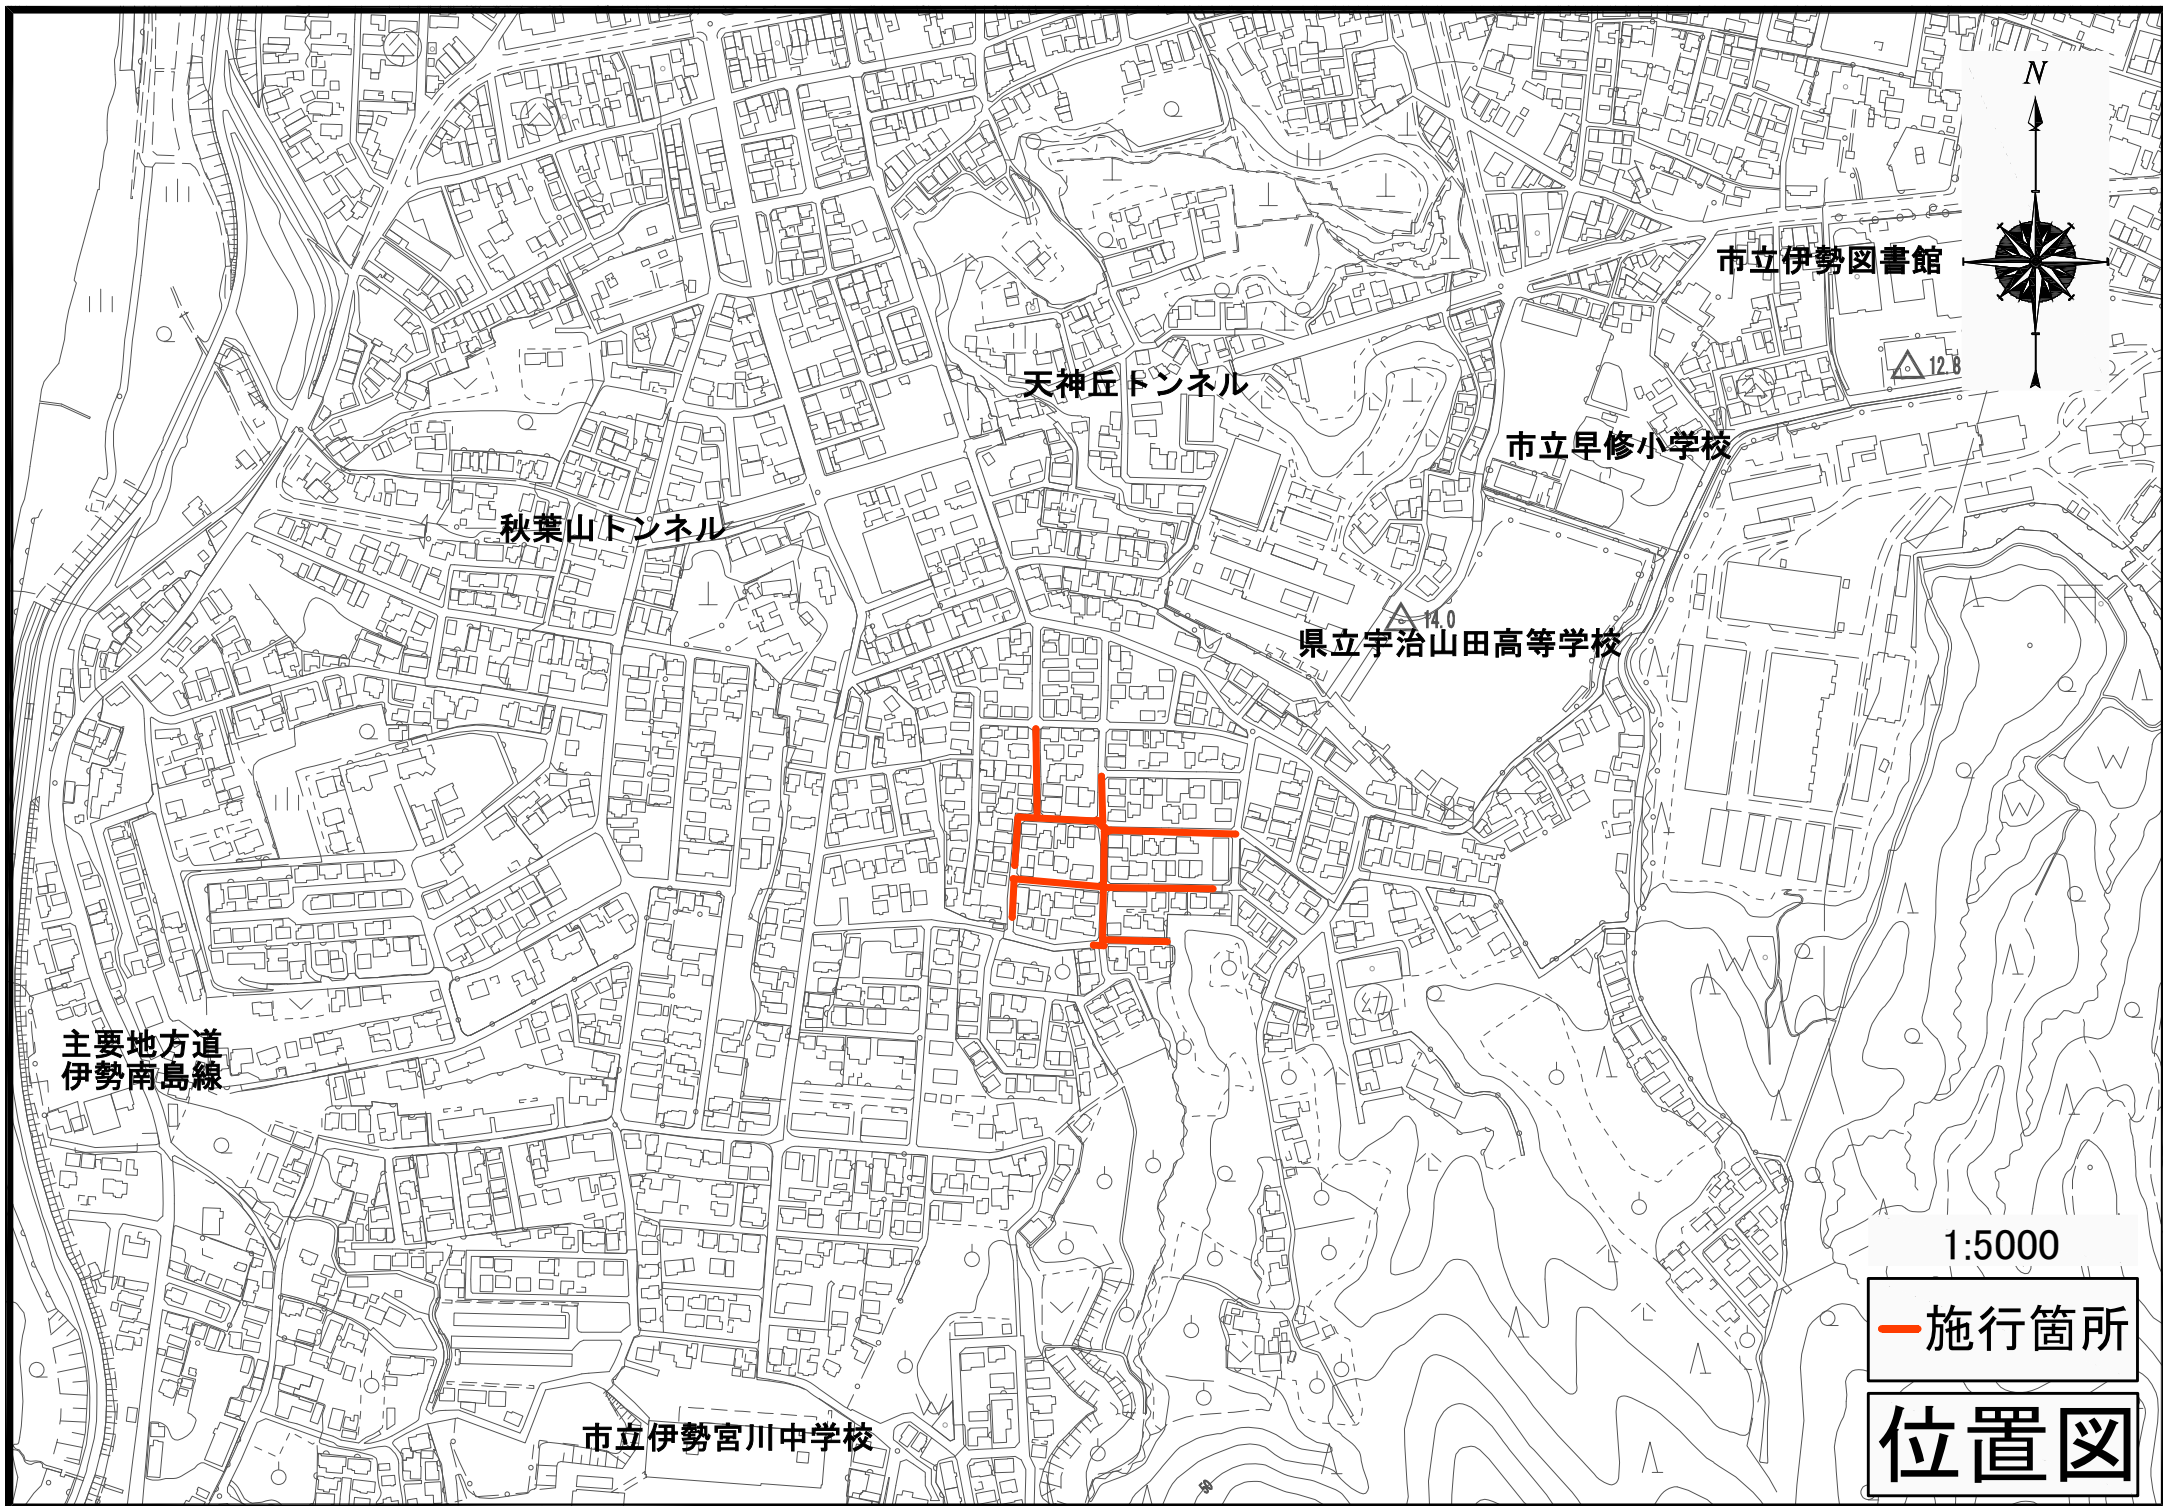 N
市立伊勢図書館
12.8
天神丘トンネル
市立早修小学校
秋葉山トンネル
14.0
県立宇治山田高等学校
幼
主要地方道
伊勢南島線
1:5000
施行箇所
位置図
市立伊勢宮川中学校
50